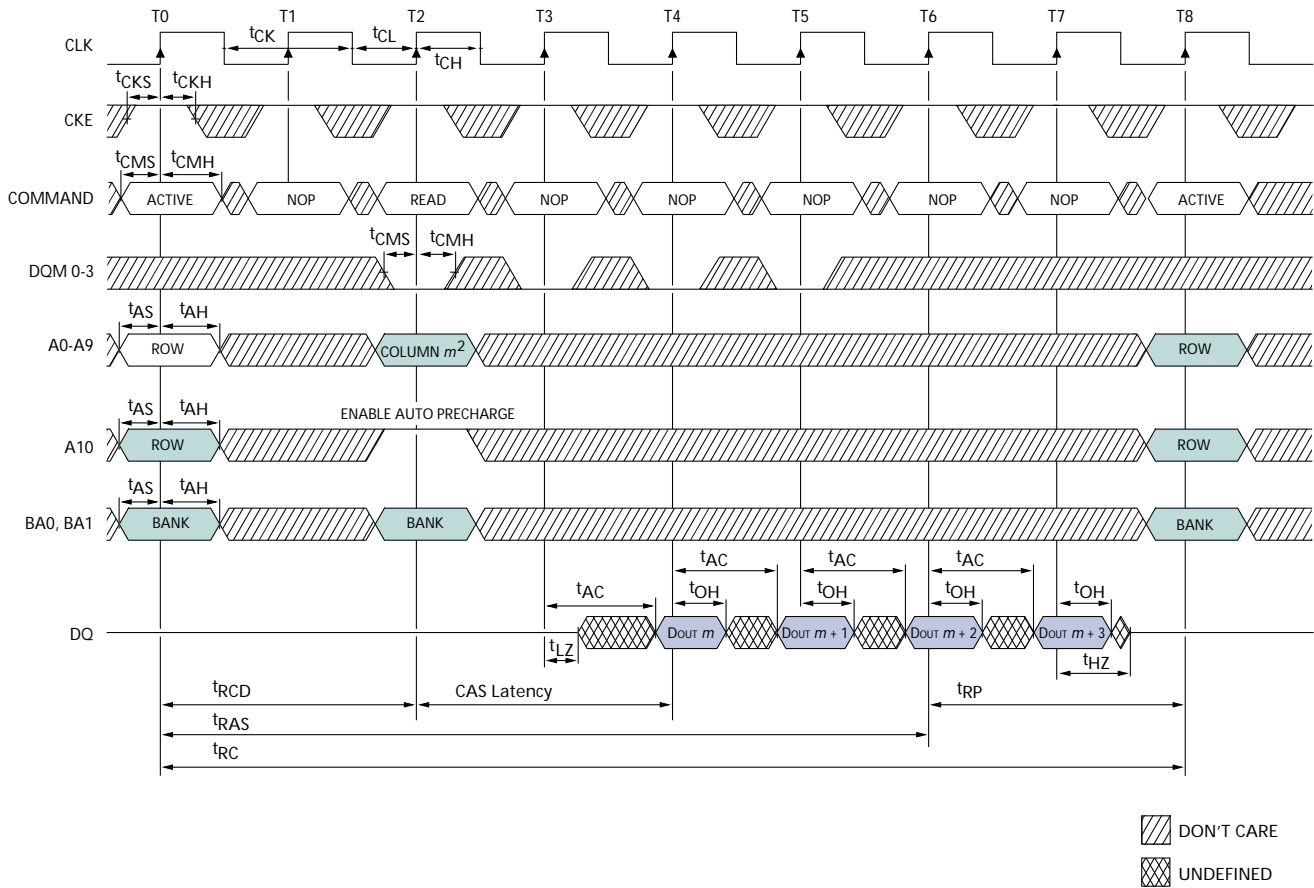 T0 T1 T2 T3 T4 T5 T6 T7 T8
CLK
tCK tCL
tCH
tCKS tCKH
CKE
tCMS tCMH
COMMAND ACTIVE NOP READ NOP NOP NOP NOP NOP ACTIVE
tCMS tCMH
DQM 0-3
tAS tAH
A0-A9 ROW COLUMN m2 ROW
tAS tAH ENABLE AUTO PRECHARGE
A10 ROW ROW
tAS tAH
BA0, BA1 BANK BANK BANK
tAC tAC tAC
tAC tOH tOH tOH tOH
DQ DOUT m DOUT m + 1 DOUT m + 2 DOUT m + 3
tLZ tHZ
tRCD CAS Latency tRP
tRAS
tRC
DON'T CARE
UNDEFINED